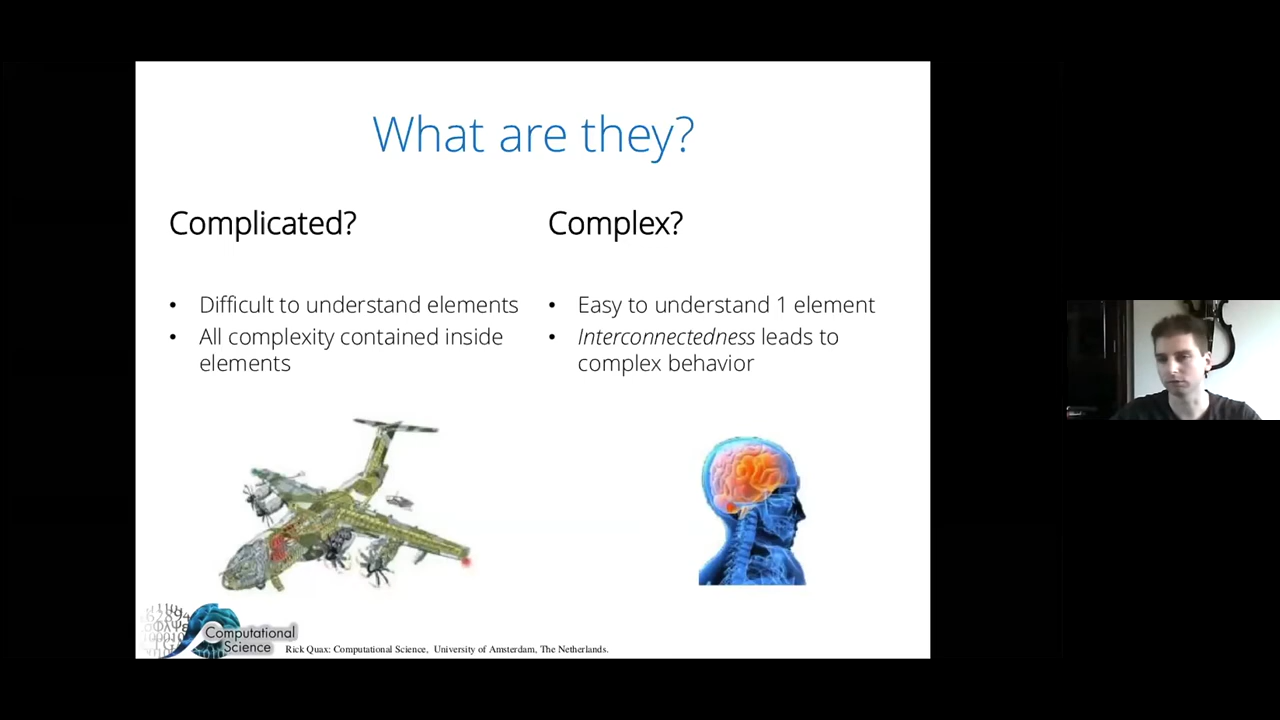 What are they?
Complicated?
• Difficult to understand elements
• All complexity contained inside
elements
Complex?
• Easy to understand 1 element
• Interconnectedness leads to
complex behavior
Computational
Science
Rick Quax: Computational Science, University of Amsterdam, The Netherlands.